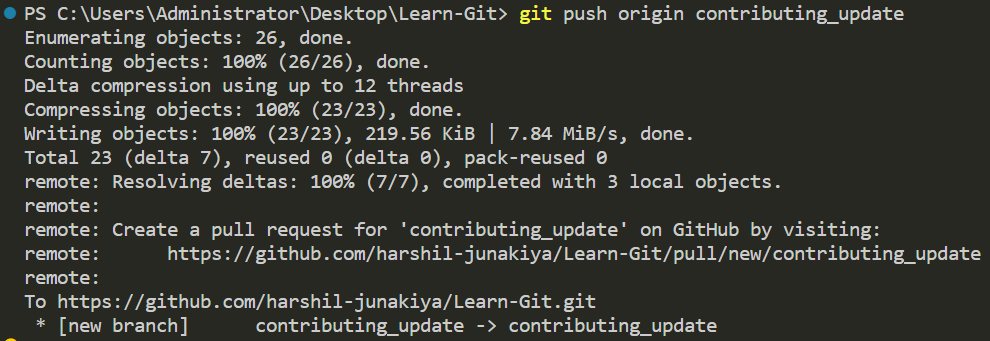 PS C:\Users\Administrator\Desktop\Learn-Git> git push origin contributing_update
Enumerating objects: 26, done.
Counting objects: 100% (26/26), done.
Delta compression using up to 12 threads
Compressing objects: 100% (23/23), done.
Writing objects: 100% (23/23), 219.56 KiB | 7.84 MiB/s, done.
Total 23 (delta 7), reused 0 (delta 0), pack-reused 0
remote: Resolving deltas: 100% (7/7), completed with 3 local objects.
remote:
remote: Create a pull request for 'contributing_update' on GitHub by visiting:
remote:      https://github.com/harshil-junakiya/Learn-Git/pull/new/contributing_update
remote:
To https://github.com/harshil-junakiya/Learn-Git.git
 * [new branch]      contributing_update -> contributing_update